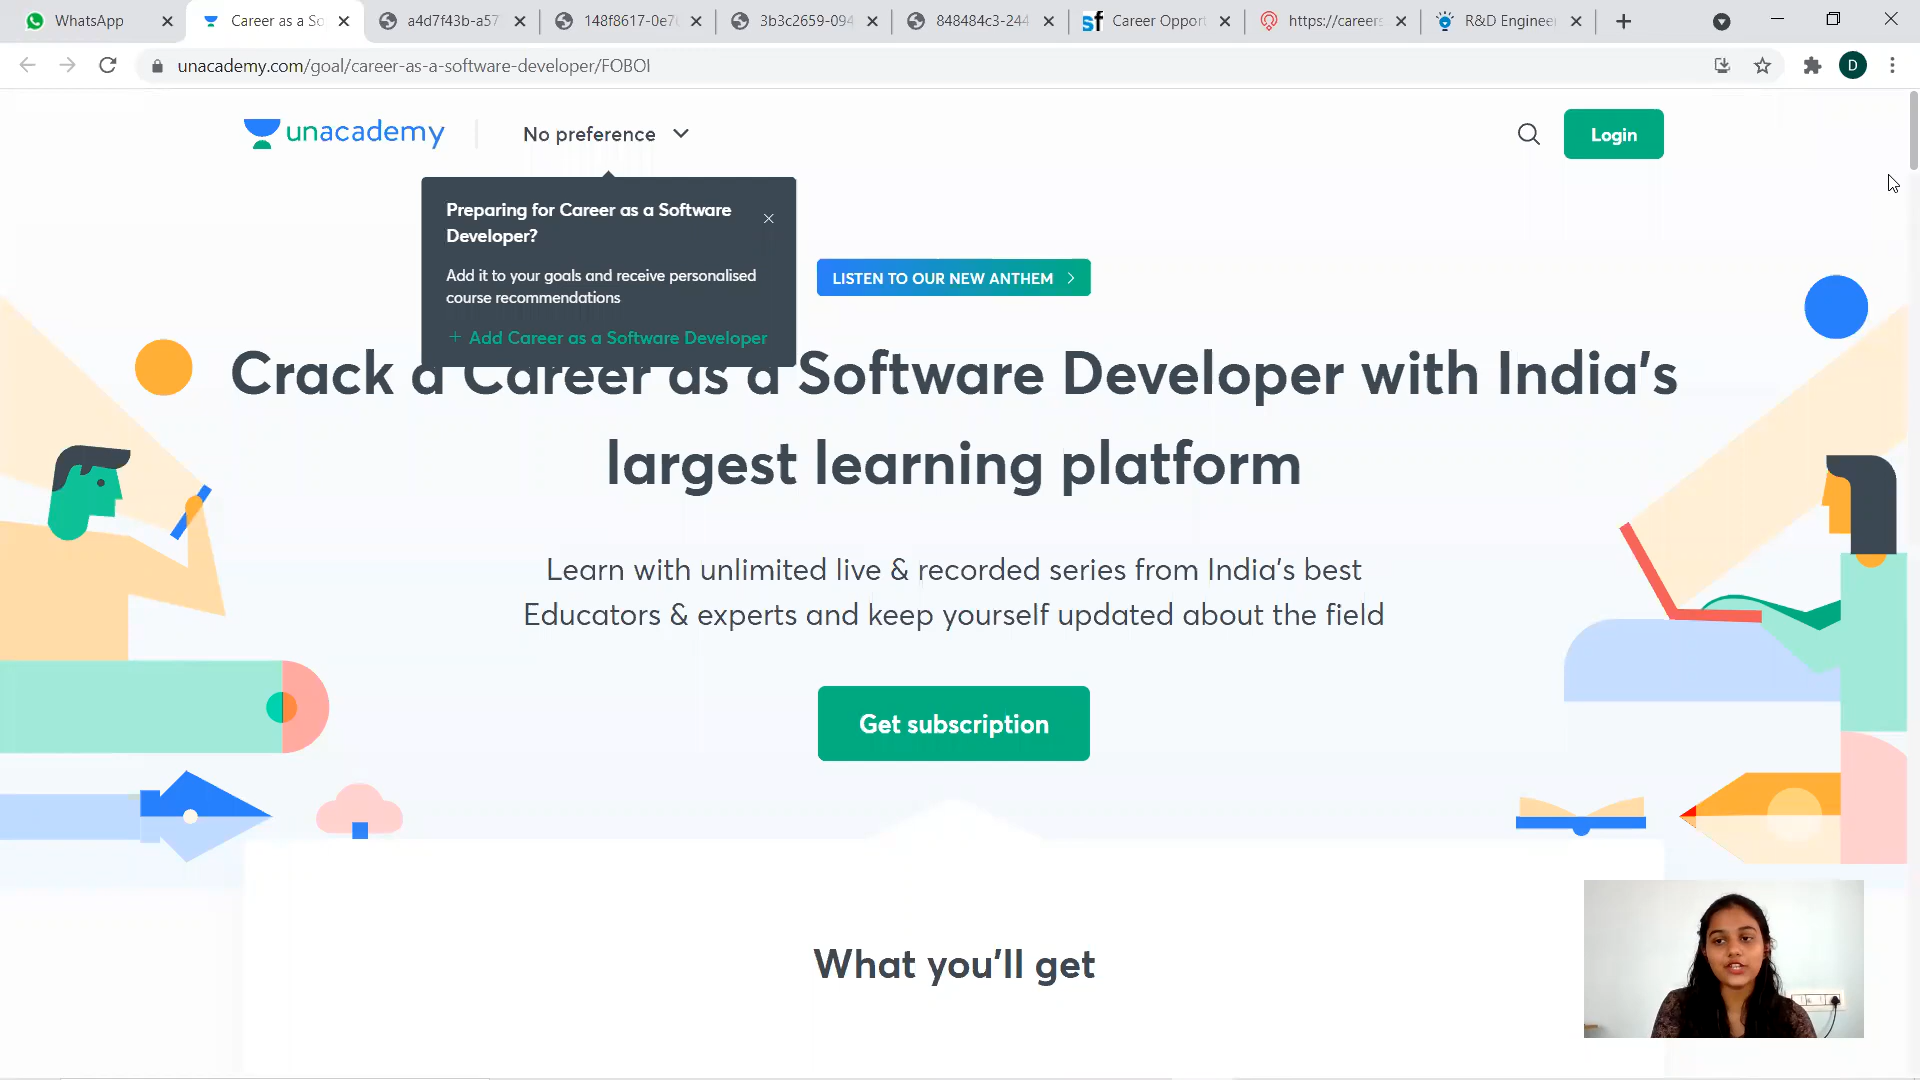 WhatsApp
Career as a So
a4d7f43b-a57
148f8617-0e7
3b3c2659-094
848484c3-244
Career Opport
https://careers
R&D Enginee
unacademy.com/goal/career-as-a-software-developer/FOBOI
D
unacademy
No preference
Login
Preparing for Career as a Software
Developer?
Add it to your goals and receive personalised
course recommendations
+ Add Career as a Software Developer
LISTEN TO OUR NEW ANTHEM
Crack a Career as a Software Developer with India's
largest learning platform
Learn with unlimited live & recorded series from India's best
Educators & experts and keep yourself updated about the field
Get subscription
What you'll get